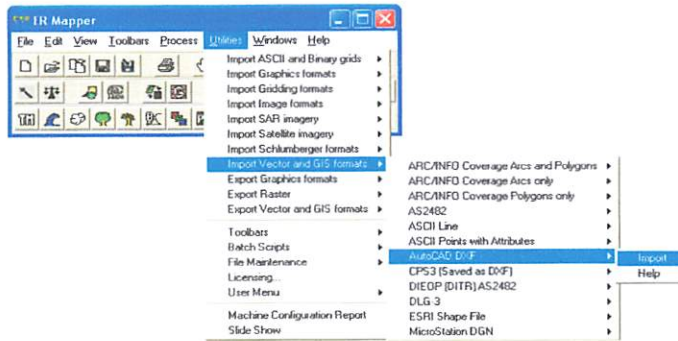 ER Mapper
File Edit View Toolbars Process Utilities Windows Help
Import ASCII and Binary grids
Import Graphics formats
Import Gridding formats
Import Image formats
Import SAR imagery
Import Satellite imagery
Import Schlumberger formats
Import Vector and GIS formats
Export Graphics formats
Export Raster
Export Vector and GIS formats
Toolbars
Batch Scripts
File Maintenance
Licensing...
User Menu
Machine Configuration Report
Slide Show
ARC/INFO Coverage Arcs and Polygons
ARC/INFO Coverage Arcs only
ARC/INFO Coverage Polygons only
AS2482
ASCII Line
ASCII Points with Attributes
AutoCAD DXF
CPS3 (Saved as DXF)
DIEOP (DITR) AS2482
DLG-3
ESRI Shape File
MicroStation DGN
Import
Help